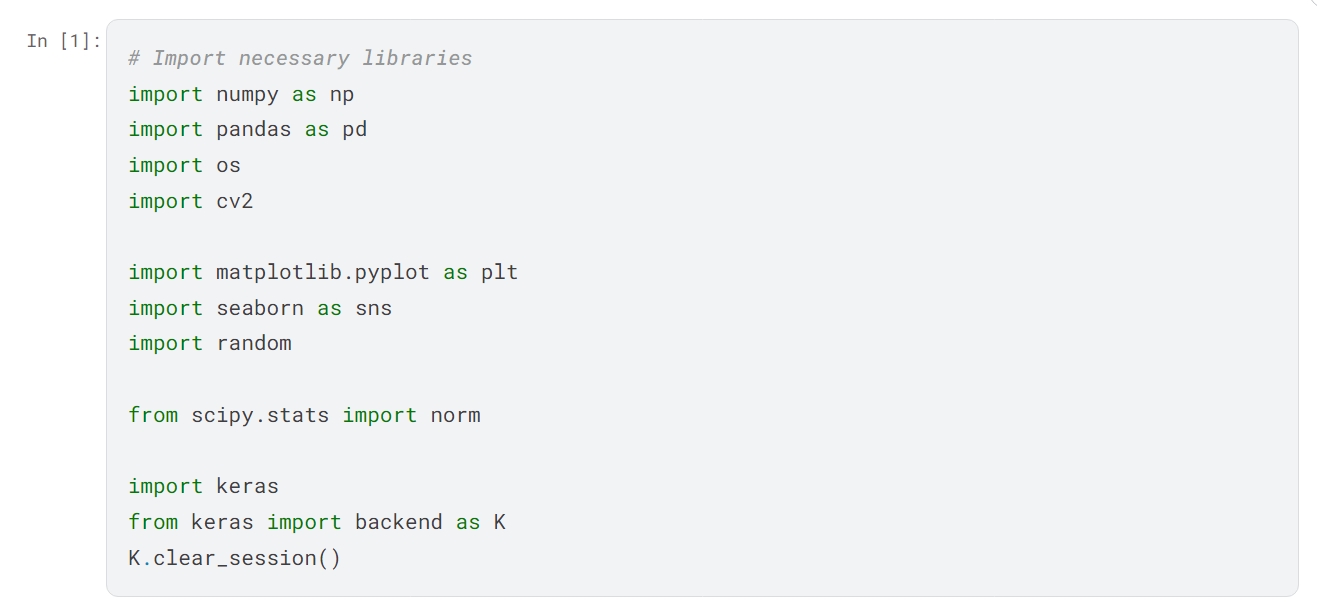 In [1]:
# Import necessary libraries
import numpy as np
import pandas as pd
import os
import cv2
import matplotlib.pyplot as plt
import seaborn as sns
import random
from scipy.stats import norm
import keras
from keras import backend as K
K.clear_session()